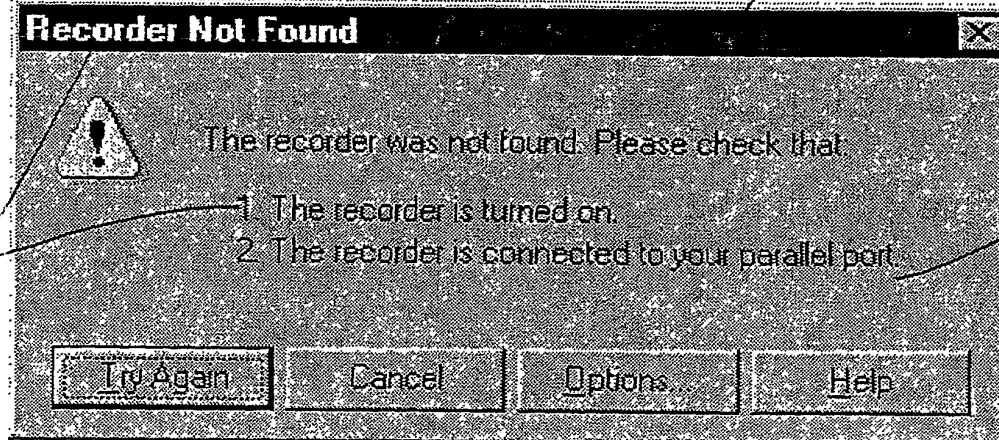 Recorder Not Found
The recorder was not found. Please check that:
1. The recorder is turned on.
2. The recorder is connected to your parallel port.
Try Again Cancel Options... Help